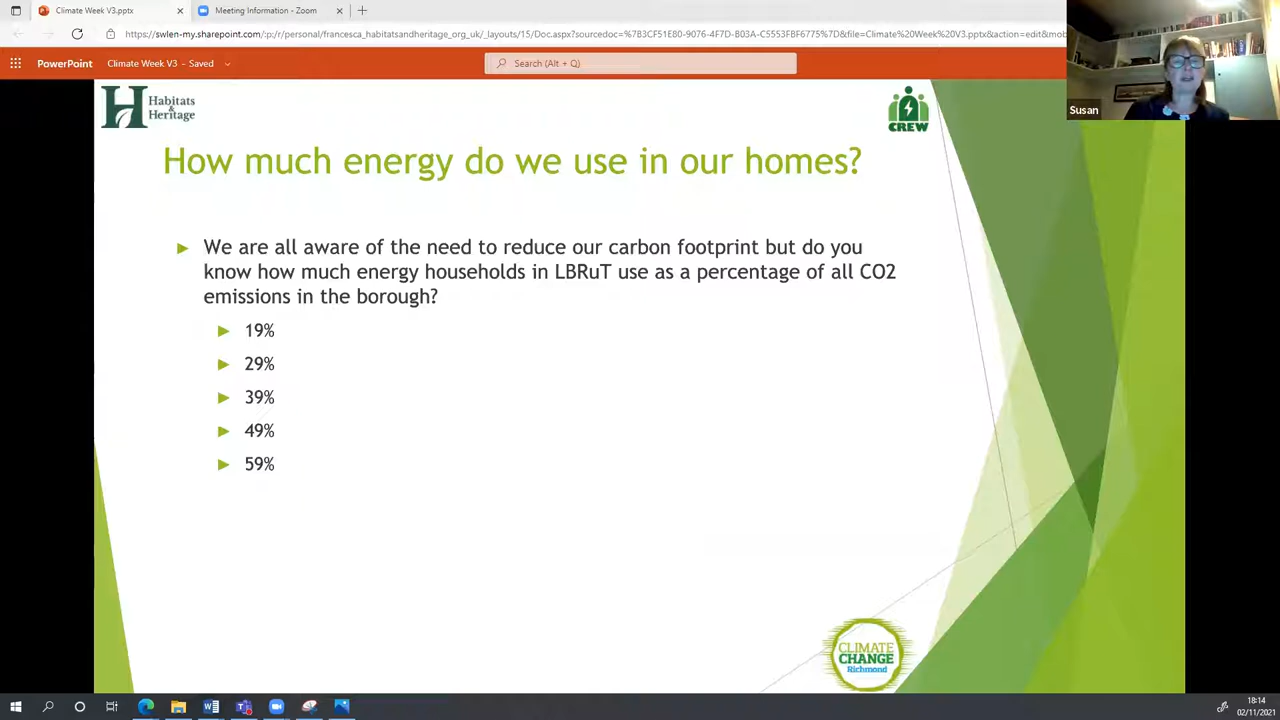 Climate Week V3.pptx
Meeting Information - Zoom
https://swlen-my.sharepoint.com/:p:/r/personal/francesca_habitatsandheritage_org_uk/_layouts/15/Doc.aspx?sourcedoc=%7B3CF51E80-9076-4F7D-B03A-C5553FBF6775%7D&file=Climate%20Week%20V3.pptx&action=edit&mob
PowerPoint
Climate Week V3 - Saved
Search (Alt + Q)
Susan
H Habitats
&
Heritage
CREW
How much energy do we use in our homes?
We are all aware of the need to reduce our carbon footprint but do you
know how much energy households in LBRuT use as a percentage of all CO2
emissions in the borough?
19%
29%
39%
49%
59%
CLIMATE
CHANGE
Richmond
18:14
02/11/2021